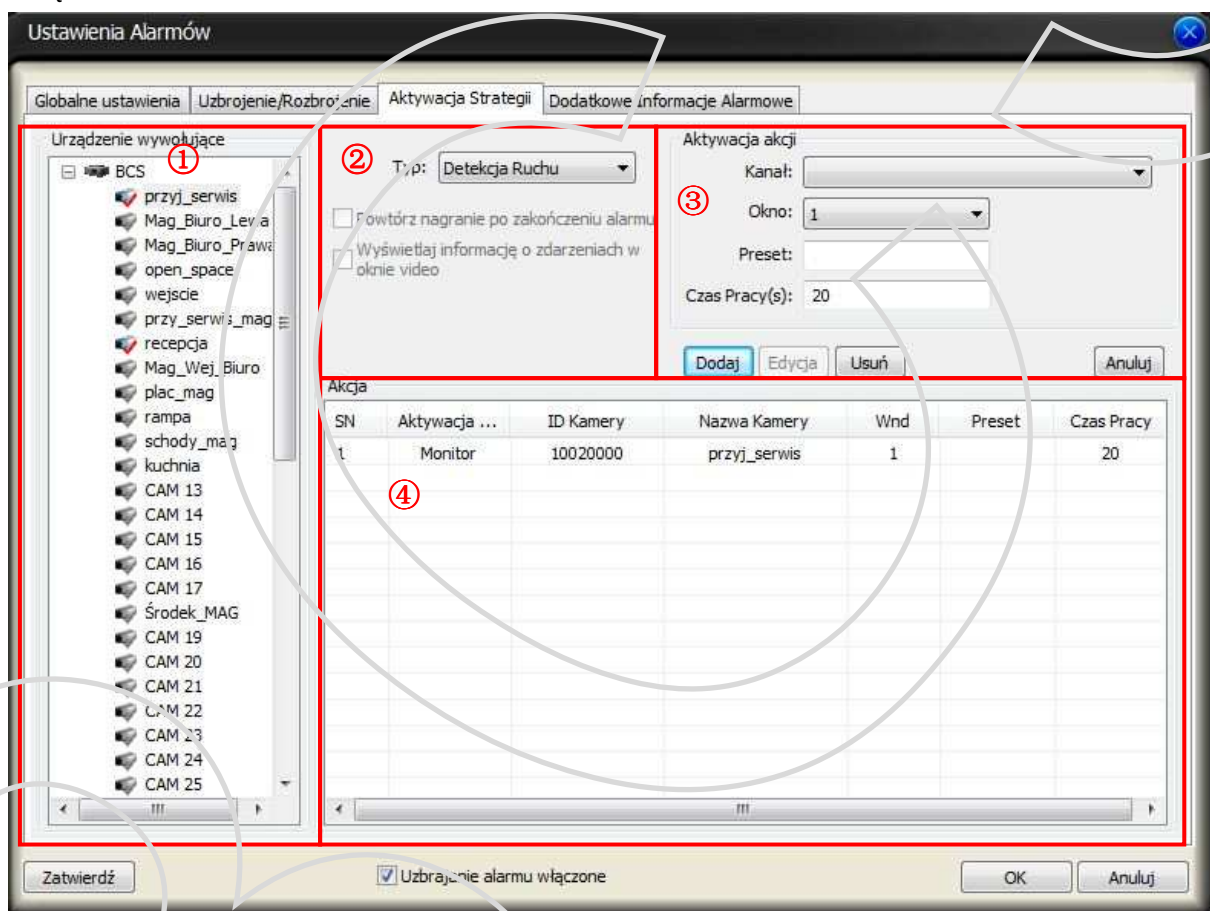 Ustawienia Alarmów
Globalne ustawienia Uzbrojenie/Rozbrojenie Aktywacja Strategii Dodatkowe Informacje Alarmowe
Urządzenie wywołujące
①
BCS
przyj_serwis
Mag_Biuro_Lewa
Mag_Biuro_Prawa
open_space
wejscie
przy_serwis_mag
recepcja
Mag_Wej_Biuro
plac_mag
rampa
schody_mag
kuchnia
CAM 13
CAM 14
CAM 15
CAM 16
CAM 17
Środek_MAG
CAM 19
CAM 20
CAM 21
CAM 22
CAM 23
CAM 24
CAM 25
②
Typ: Detekcja Ruchu
Powtórz nagranie po zakończeniu alarmu
Wyświetlaj informację o zdarzeniach w
oknie video
Aktywacja akcji
③
Kanał:
Okno: 1
Preset:
Czas Pracy(s): 20
Dodaj Edycja Usuń Anuluj
Akcja
SN Aktywacja ... ID Kamery Nazwa Kamery Wnd Preset Czas Pracy
1 Monitor 10020000 przyj_serwis 1 20
④
Zatwierdź Uzbrajanie alarmu włączone OK Anuluj